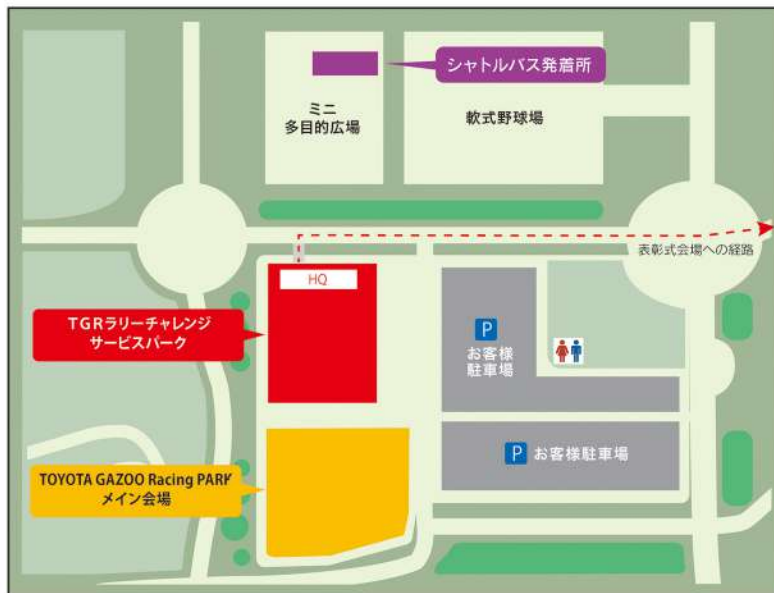 シャトルバス発着所
ミニ
多目的広場
軟式野球場
表彰式会場への経路
HQ
TGRラリーチャレンジ
サービスパーク
P
お客様
駐車場
P お客様駐車場
TOYOTA GAZOO Racing PARK
メイン会場